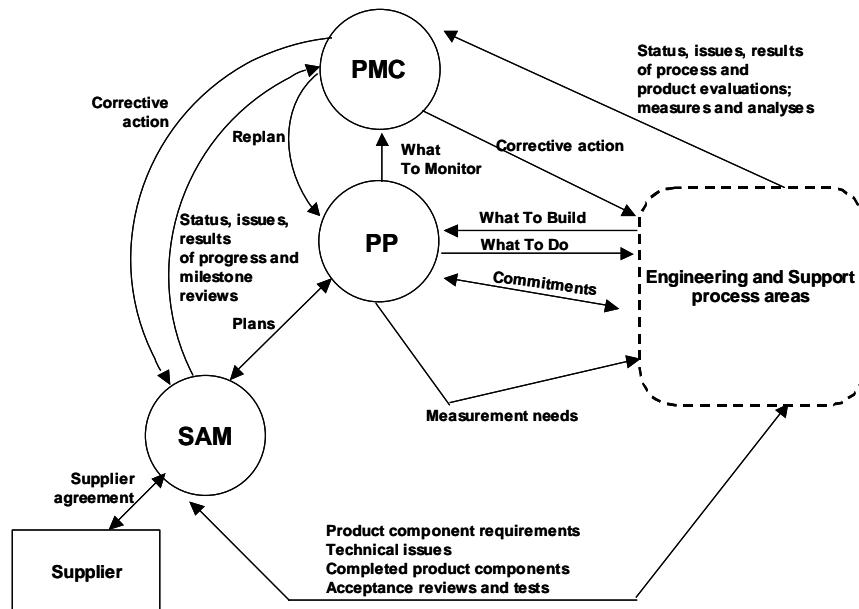 PMC
Status, issues, results
of process and
product evaluations;
measures and analyses
Corrective
action
Replan
What
To Monitor
Corrective action
Status, issues,
results
of progress and
milestone
reviews
PP
What To Build
What To Do
Commitments
Engineering and Support
process areas
Plans
Measurement needs
SAM
Supplier
agreement
Supplier
Product component requirements
Technical issues
Completed product components
Acceptance reviews and tests